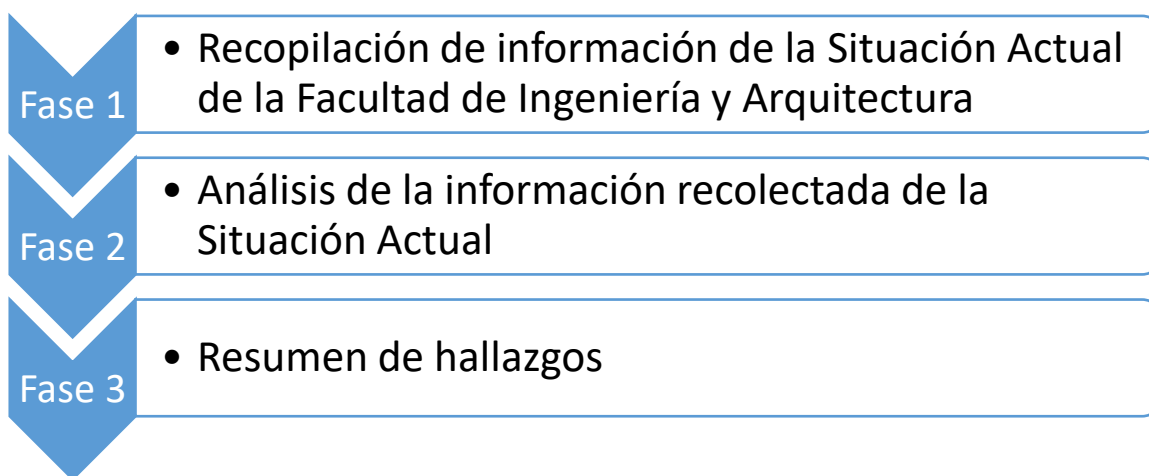 Fase 1
• Recopilación de información de la Situación Actual
de la Facultad de Ingeniería y Arquitectura
Fase 2
• Análisis de la información recolectada de la
Situación Actual
Fase 3
• Resumen de hallazgos